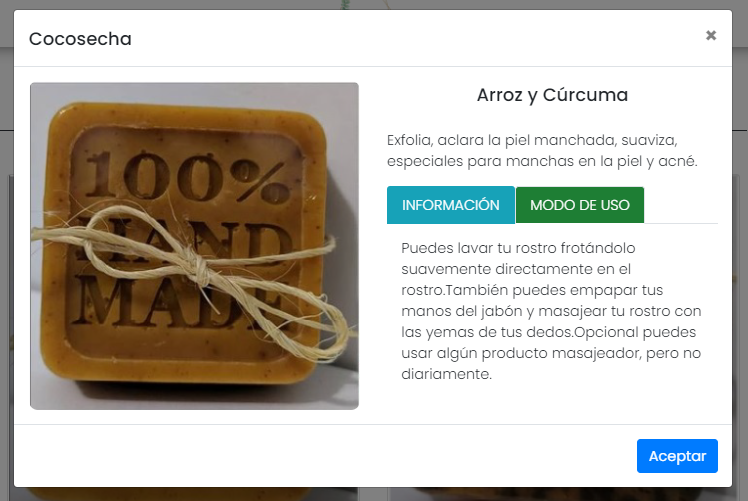 Cocosecha
×
100%
HAND
MADE
Arroz y Cúrcuma
Exfolia, aclara la piel manchada, suaviza,
especiales para manchas en la piel y acné.
INFORMACIÓN
MODO DE USO
Puedes lavar tu rostro frotándolo
suavemente directamente en el
rostro.También puedes empapar tus
manos del jabón y masajear tu rostro con
las yemas de tus dedos.Opcional puedes
usar algún producto masajeador, pero no
diariamente.
Aceptar